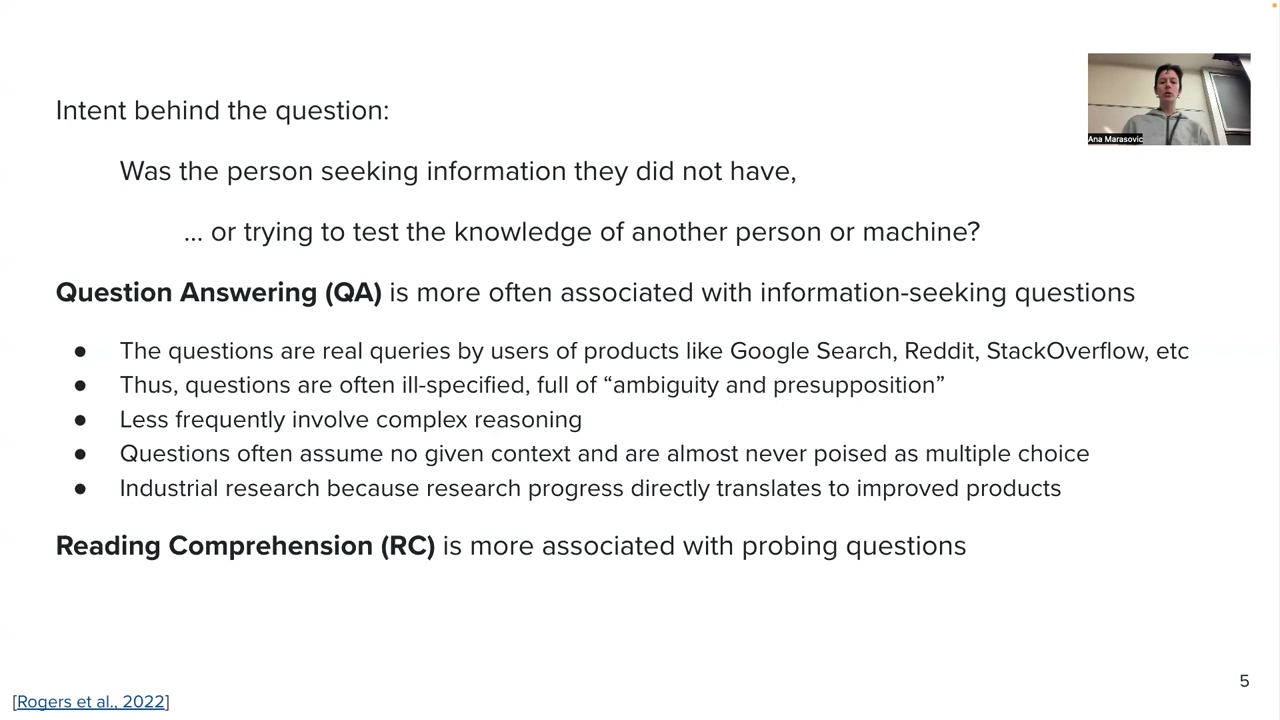 Intent behind the question:
Was the person seeking information they did not have,
... or trying to test the knowledge of another person or machine?
Question Answering (QA) is more often associated with information-seeking questions
● The questions are real queries by users of products like Google Search, Reddit, StackOverflow, etc
● Thus, questions are often ill-specified, full of “ambiguity and presupposition”
● Less frequently involve complex reasoning
● Questions often assume no given context and are almost never poised as multiple choice
● Industrial research because research progress directly translates to improved products
Reading Comprehension (RC) is more associated with probing questions
Ana Marasovic
5
[Rogers et al., 2022]